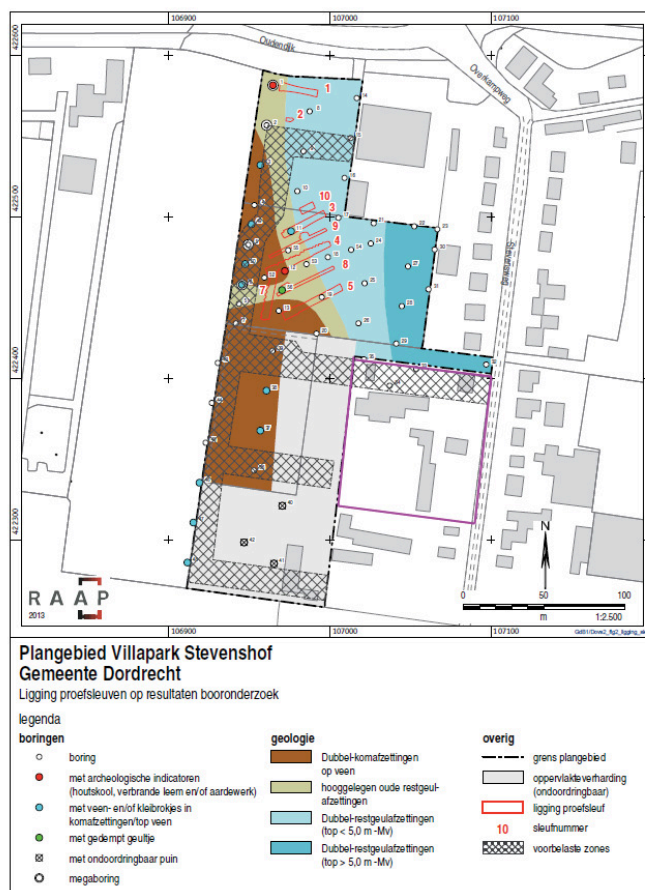 106900 107000 107100
422600
Oudendijk
Overkampweg
1
2
422500
10
3
9
4
8
7
5
422400
422300
N
RAAP
2013
0 50 100
m 1:2.500
106900 107000 107100
Plangebied Villapark Stevenshof
Gemeente Dordrecht
Ligging proefsleuven op resultaten booronderzoek
legenda
boringen
boring
met archeologische indicatoren
(houtskool, verbrande leem en/of aardewerk)
met veen- en/of kleibrokjes in
komafzettingen/top veen
met gedempt geultje
met ondoordringbaar puin
megaboring
geologie
Dubbel-komafzettingen
op veen
hooggelegen oude restgeul-
afzettingen
Dubbel-restgeulafzettingen
(top < 5,0 m -Mv)
Dubbel-restgeulafzettingen
(top > 5,0 m -Mv)
overig
grens plangebied
oppervlakteverharding
(ondoordringbaar)
ligging proefsleuf
10 sleufnummer
voorbelaste zones